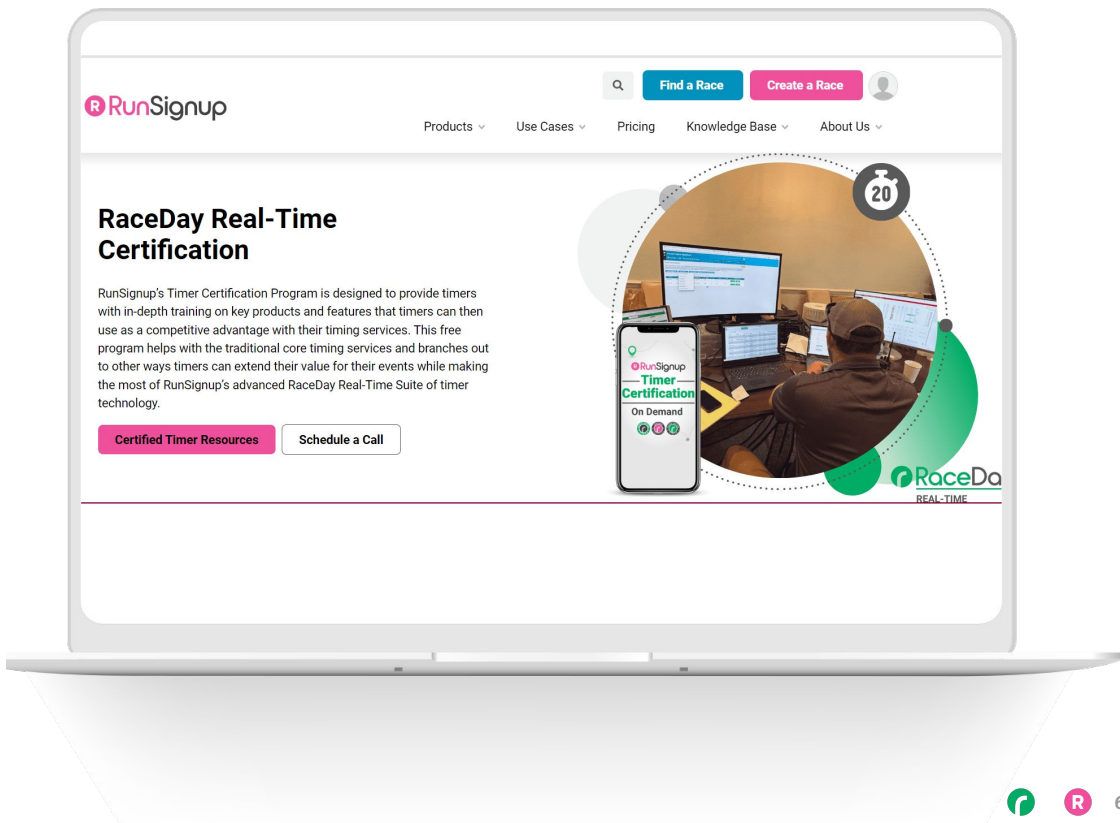 RunSignup
Find a Race
Create a Race
Products
Use Cases
Pricing
Knowledge Base
About Us
RaceDay Real-Time
Certification
RunSignup's Timer Certification Program is designed to provide timers
with in-depth training on key products and features that timers can then
use as a competitive advantage with their timing services. This free
program helps with the traditional core timing services and branches out
to other ways timers can extend their value for their events while making
the most of RunSignup's advanced RaceDay Real-Time Suite of timer
technology.
Certified Timer Resources
Schedule a Call
20
RunSignup
Timer
Certification
On Demand
RaceDa
REAL-TIME
R
6